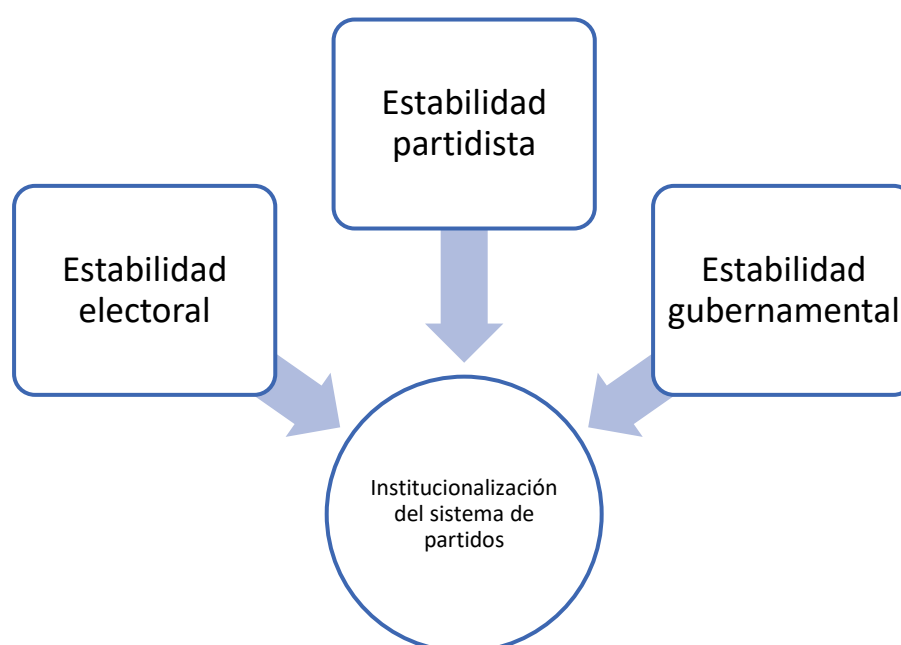 Estabilidad
partidista
Estabilidad
electoral
Estabilidad
gubernamental
Institucionalización
del sistema de
partidos